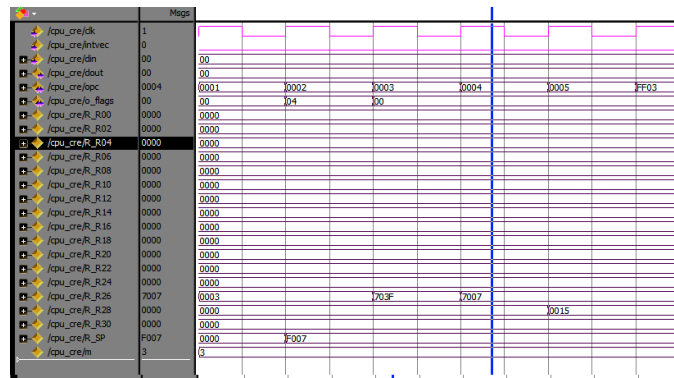 Msgs
/cpu_cre/clk 1
/cpu_cre/intvec 0
/cpu_cre/din 00 00
/cpu_cre/dout 00 00
/cpu_cre/opc 0004 0001 0002 0003 0004 0005 FF03
/cpu_cre/o_flags 00 00 04 00
/cpu_cre/R_R00 0000 0000
/cpu_cre/R_R02 0000 0000
/cpu_cre/R_R04 0000 0000
/cpu_cre/R_R06 0000 0000
/cpu_cre/R_R08 0000 0000
/cpu_cre/R_R10 0000 0000
/cpu_cre/R_R12 0000 0000
/cpu_cre/R_R14 0000 0000
/cpu_cre/R_R16 0000 0000
/cpu_cre/R_R18 0000 0000
/cpu_cre/R_R20 0000 0000
/cpu_cre/R_R22 0000 0000
/cpu_cre/R_R24 0000 0000
/cpu_cre/R_R26 7007 0003 703F 7007
/cpu_cre/R_R28 0000 0000 0015
/cpu_cre/R_R30 0000 0000
/cpu_cre/R_SP F007 0000 F007
/cpu_cre/m 3 3